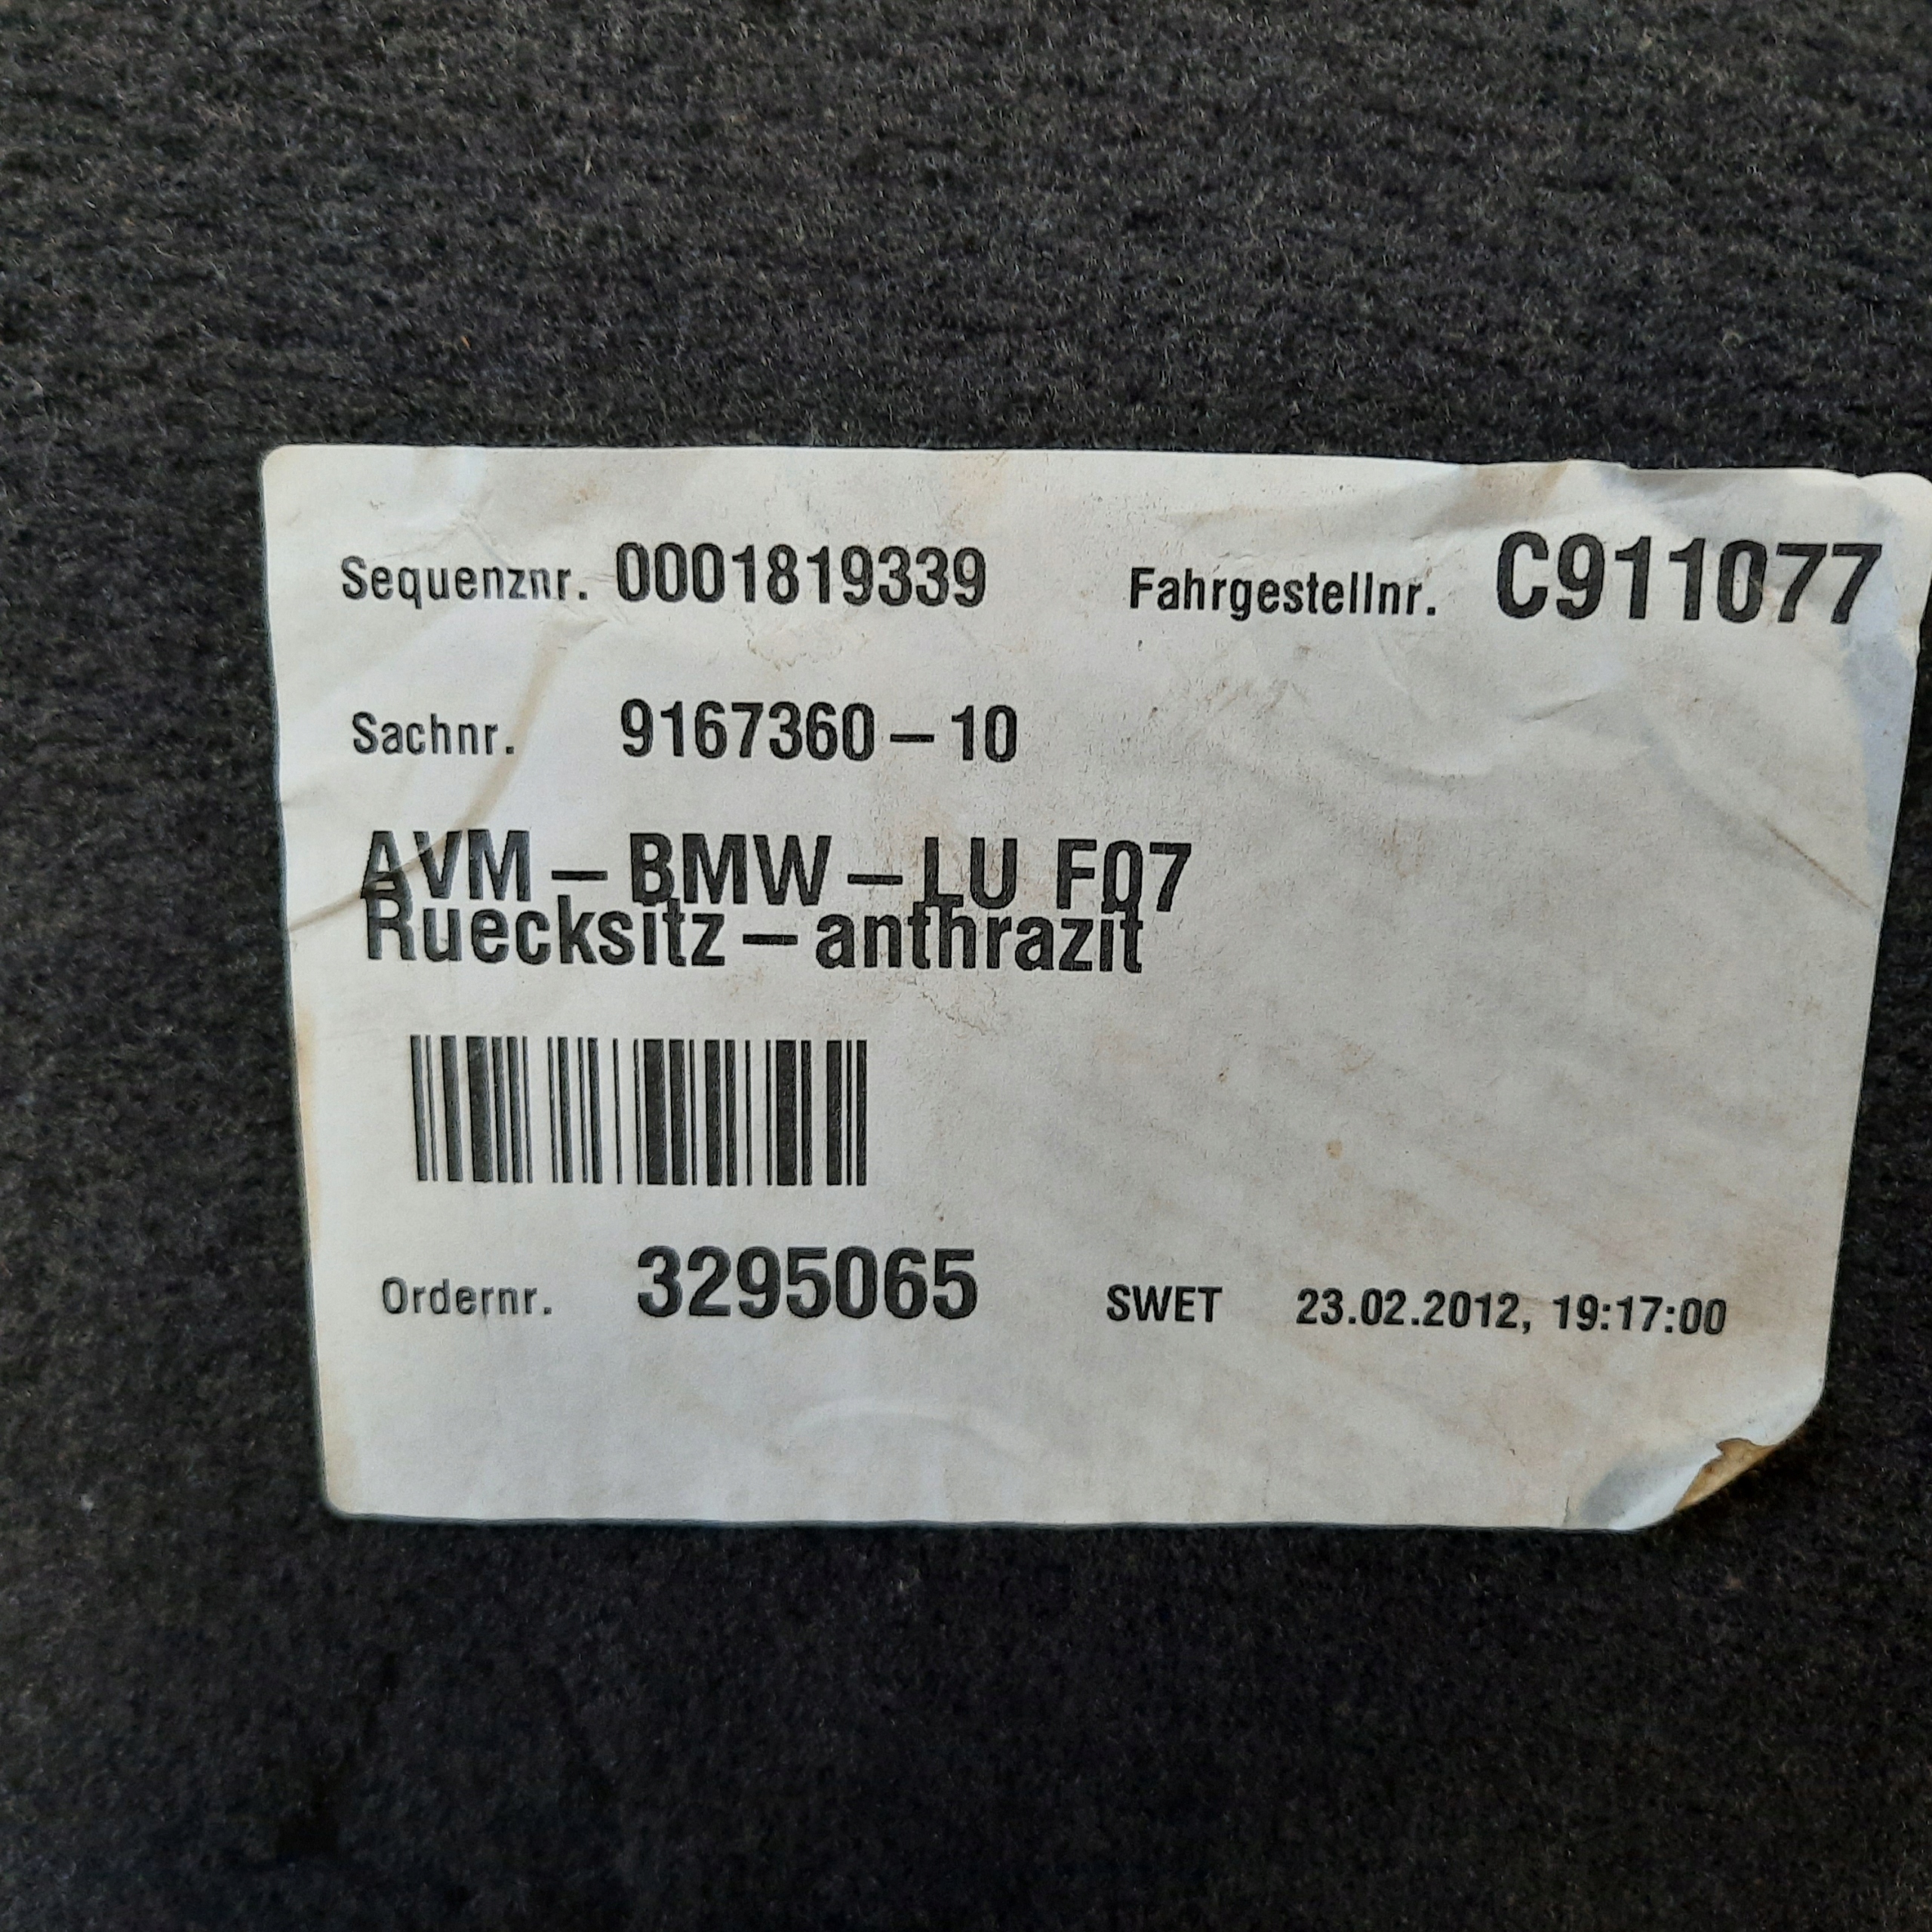 Sequenznr. 0001819339 Fahrgestellnr. C911077
Sachnr. 9167360-10
AVM-BMW-LU F07
Ruecksitz-anthrazit
Ordernr. 3295065 SWET 23.02.2012, 19:17:00